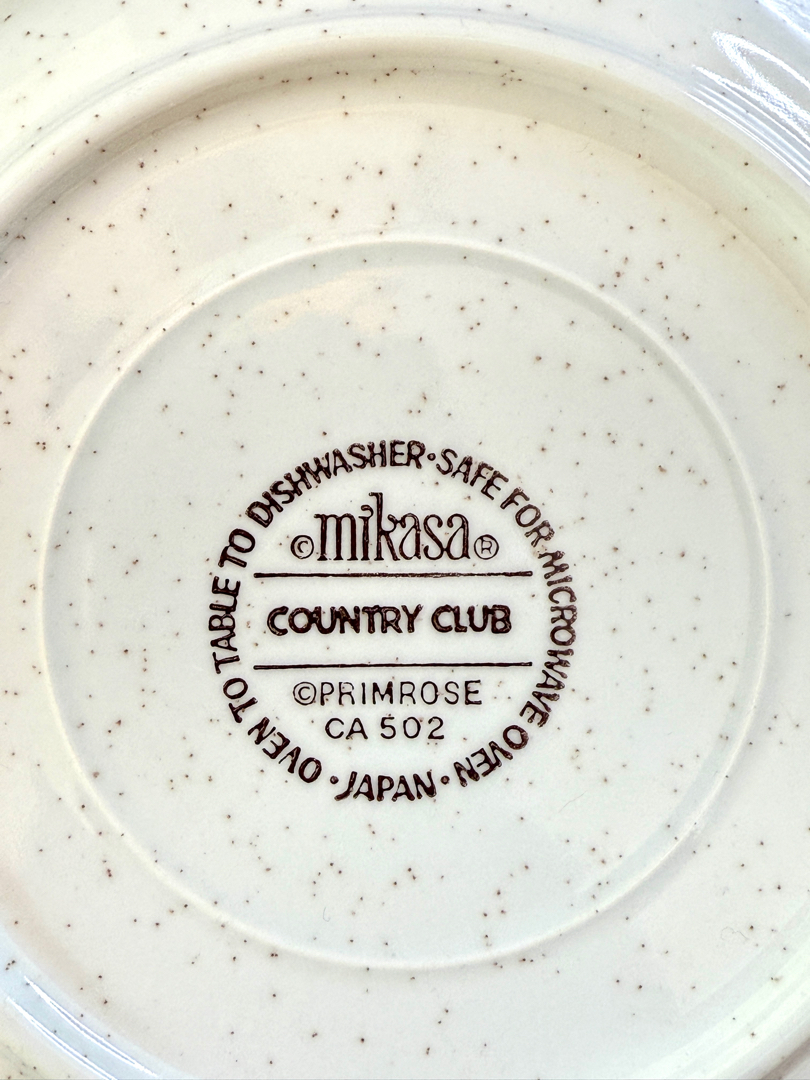 OVEN TO TABLE TO DISHWASHER • SAFE FOR MICROWAVE OVEN • JAPAN •
© mikasa ®
COUNTRY CLUB
© PRIMROSE
CA 502